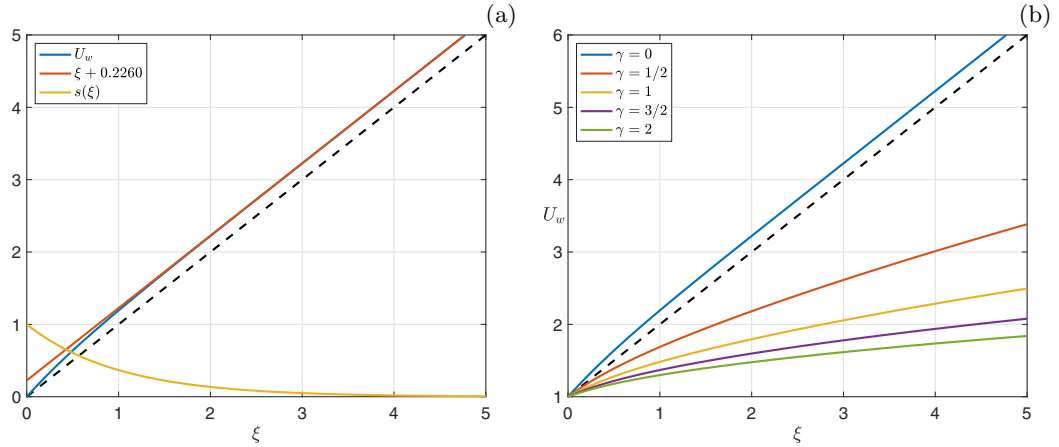 (a)
5
4
3
2
1
0
U_w
ξ + 0.2260
s(ξ)
0 1 2 3 4 5
ξ
(b)
6
5
4
3
2
1
U_w
γ = 0
γ = 1/2
γ = 1
γ = 3/2
γ = 2
0 1 2 3 4 5
ξ